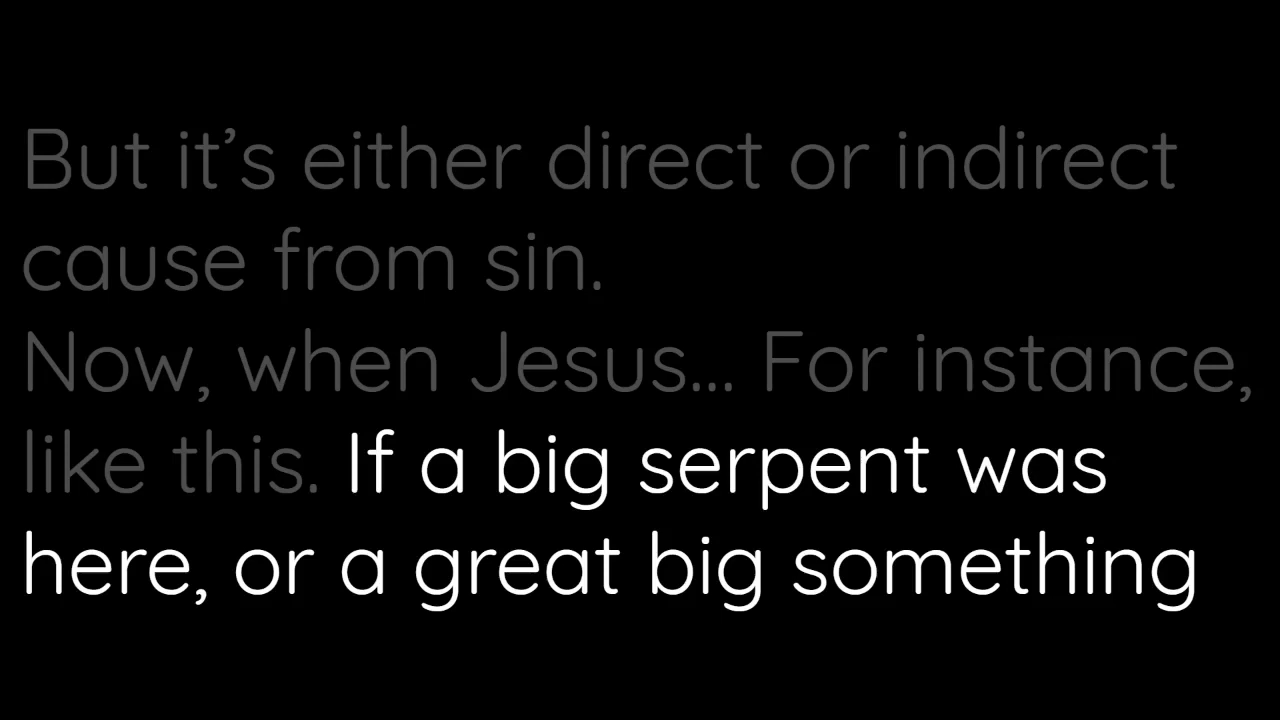 But it’s either direct or indirect
cause from sin.
Now, when Jesus... For instance,
like this. If a big serpent was
here, or a great big something